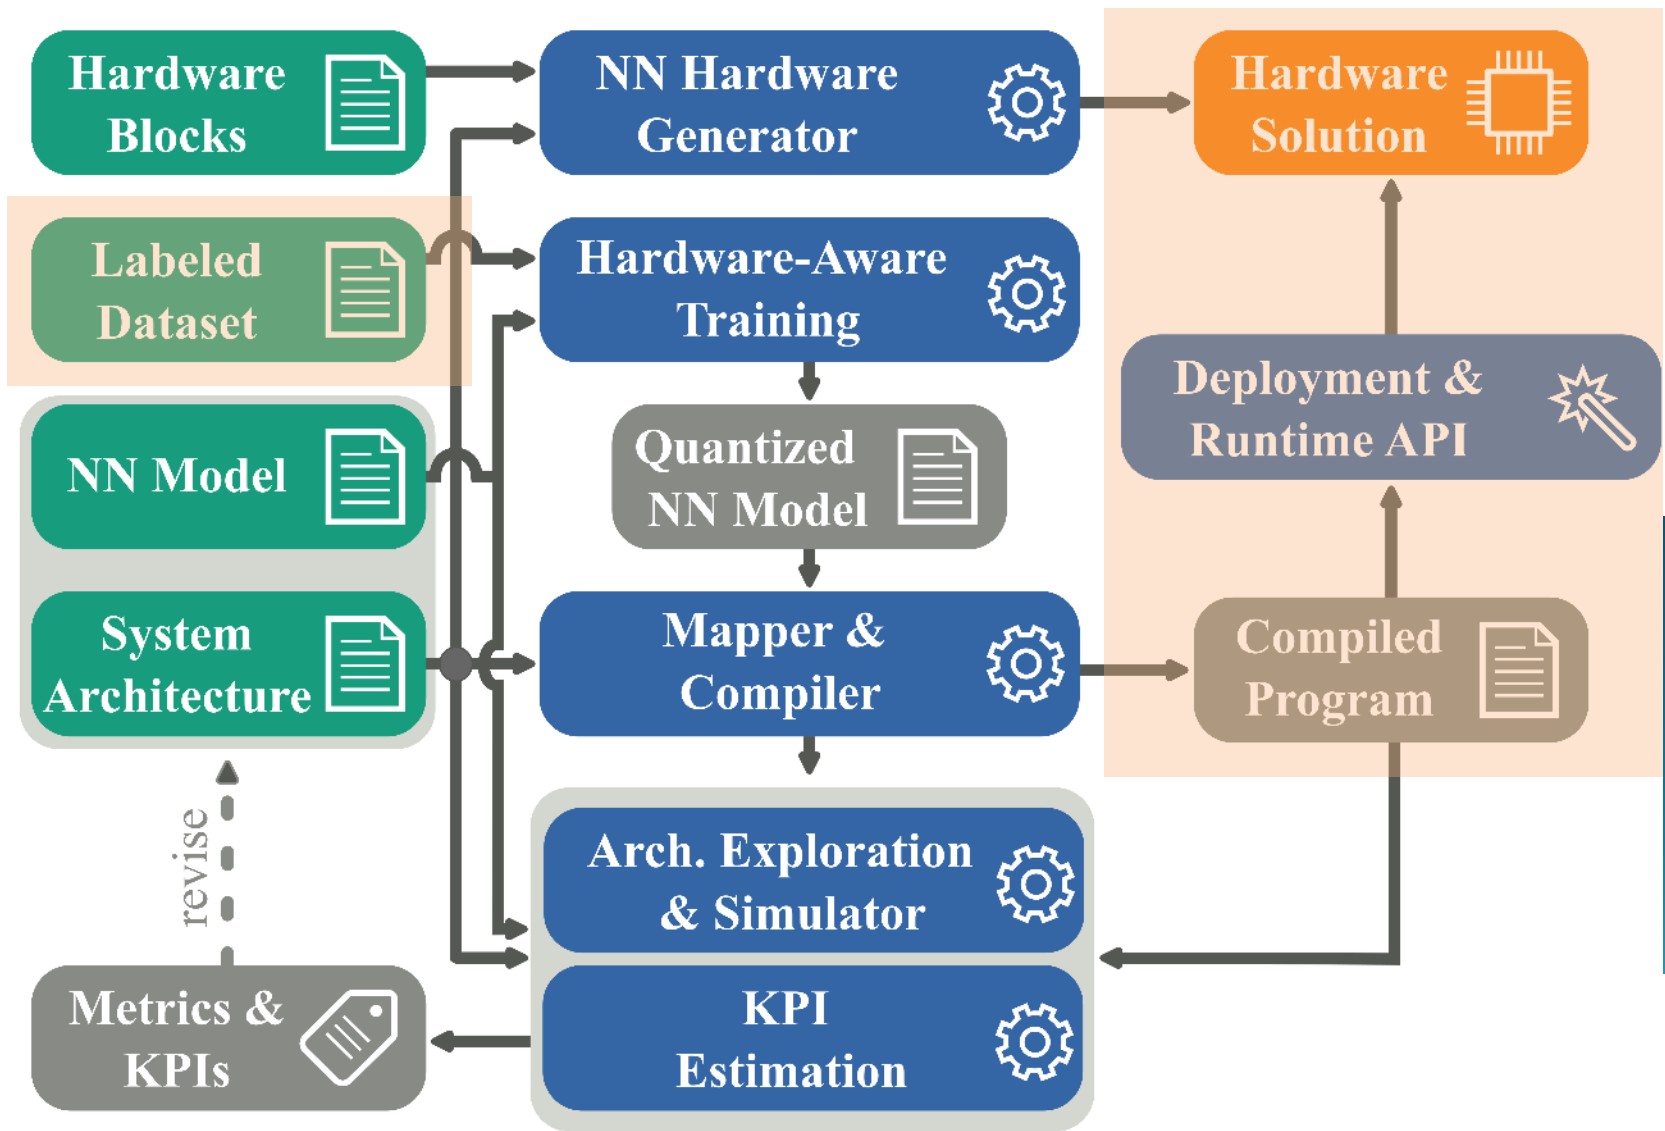 Hardware
Blocks
NN Hardware
Generator
Hardware
Solution
Labeled
Dataset
Hardware-Aware
Training
NN Model
Quantized
NN Model
Deployment &
Runtime API
System
Architecture
Mapper &
Compiler
Compiled
Program
revise
Arch. Exploration
& Simulator
Metrics &
KPIs
KPI
Estimation